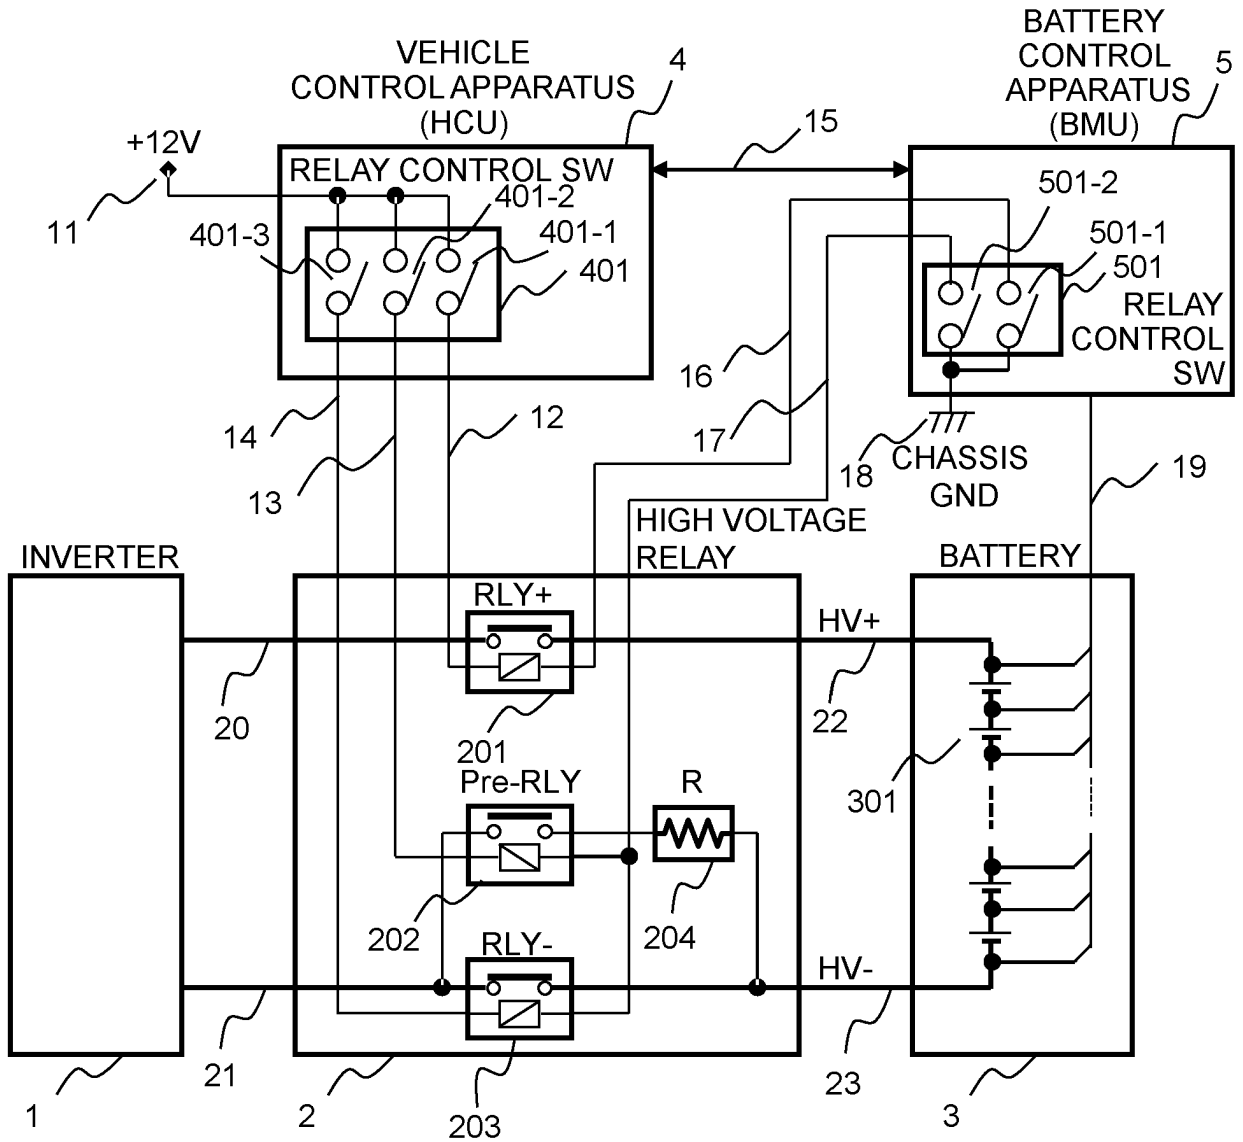 BATTERY
CONTROL
APPARATUS
(BMU)
5
VEHICLE
CONTROL APPARATUS
(HCU)
4
15
+12V
11
RELAY CONTROL SW
401-2
401-3
401-1
401
501-2
501-1
501
RELAY
CONTROL
SW
16
17
14
12
13
18
CHASSIS
GND
19
HIGH VOLTAGE
RELAY
INVERTER
BATTERY
RLY+
HV+
20
201
22
301
Pre-RLY
R
202
204
RLY-
HV-
21
23
203
1
2
3